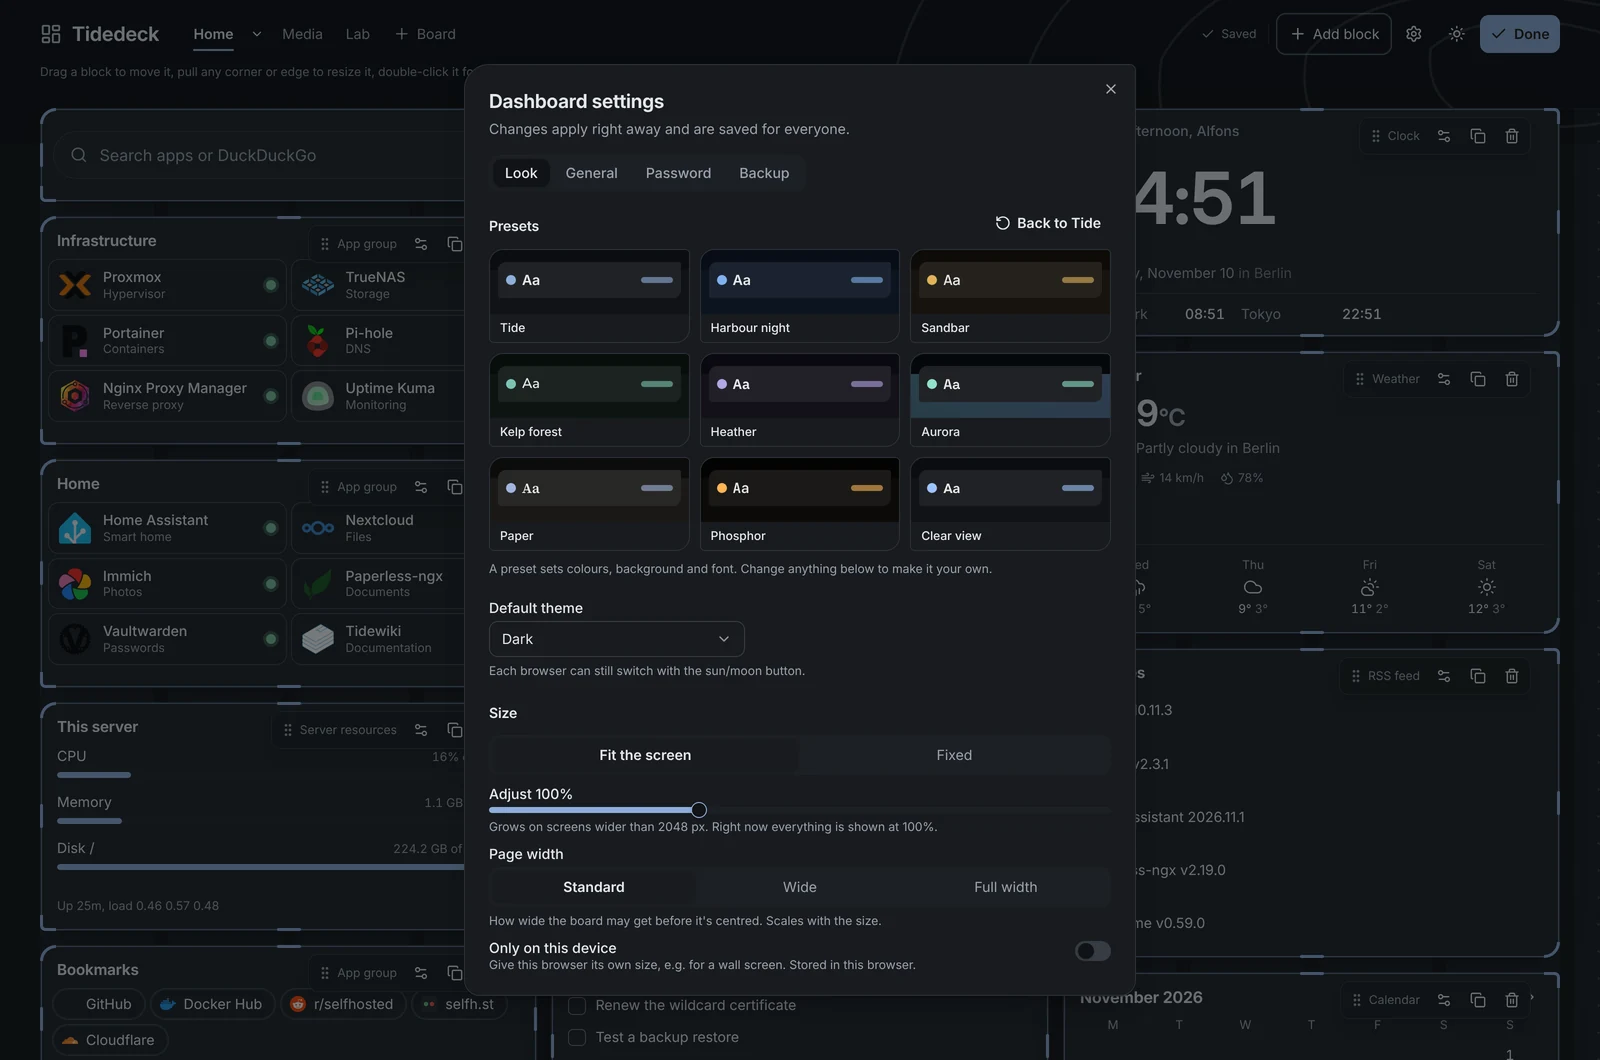 Tidedeck
Home
Media
Lab
Board
Saved
Add block
Done
Drag a block to move it, pull any corner or edge to resize it, double-click it
Search apps or DuckDuckGo
Infrastructure
App group
Proxmox
Hypervisor
TrueNAS
Storage
Portainer
Containers
Pi-hole
DNS
Nginx Proxy Manager
Reverse proxy
Uptime Kuma
Monitoring
Home
App group
Home Assistant
Smart home
Nextcloud
Files
Immich
Photos
Paperless-ngx
Documents
Vaultwarden
Passwords
Tidewiki
Documentation
This server
Server resources
CPU
16%
Memory
1.1 GB
Disk /
224.2 GB of
Up 25m, load 0.46 0.57 0.48
Bookmarks
App group
GitHub
Docker Hub
r/selfhosted
selfh.st
Cloudflare
Dashboard settings
Changes apply right away and are saved for everyone.
Look
General
Password
Backup
Presets
Back to Tide
Aa
Tide
Aa
Harbour night
Aa
Sandbar
Aa
Kelp forest
Aa
Heather
Aa
Aurora
Aa
Paper
Aa
Phosphor
Aa
Clear view
A preset sets colours, background and font. Change anything below to make it your own.
Default theme
Dark
Each browser can still switch with the sun/moon button.
Size
Fit the screen
Fixed
Adjust 100%
Grows on screens wider than 2048 px. Right now everything is shown at 100%.
Page width
Standard
Wide
Full width
How wide the board may get before it's centred. Scales with the size.
Only on this device
Give this browser its own size, e.g. for a wall screen. Stored in this browser.
Renew the wildcard certificate
Test a backup restore
ternoon, Alfons
Clock
4:51
, November 10 in Berlin
rk 08:51 Tokyo 22:51
r
Weather
9°C
Partly cloudy in Berlin
14 km/h 78%
ed
Thu
Fri
Sat
5°
9° 3°
11° 2°
12° 3°
s
RSS feed
0.11.3
v2.3.1
ssistant 2026.11.1
s-ngx v2.19.0
me v0.59.0
November 2026
Calendar
M T W T F S S
1